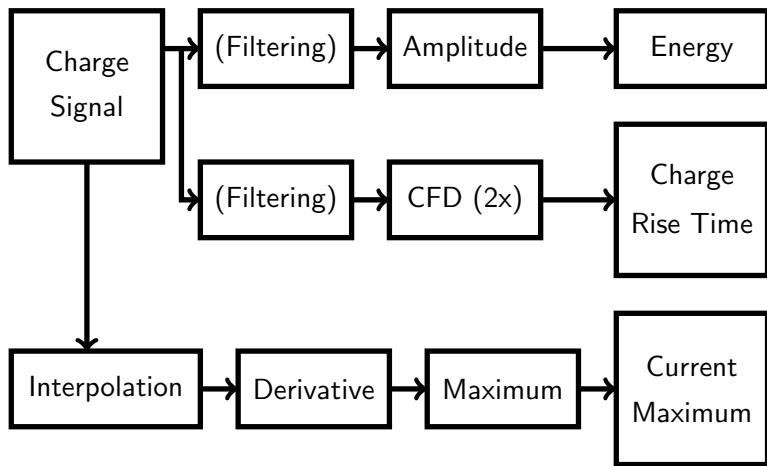 Charge
Signal
(Filtering)
Amplitude
Energy
(Filtering)
CFD (2x)
Charge
Rise Time
Interpolation
Derivative
Maximum
Current
Maximum